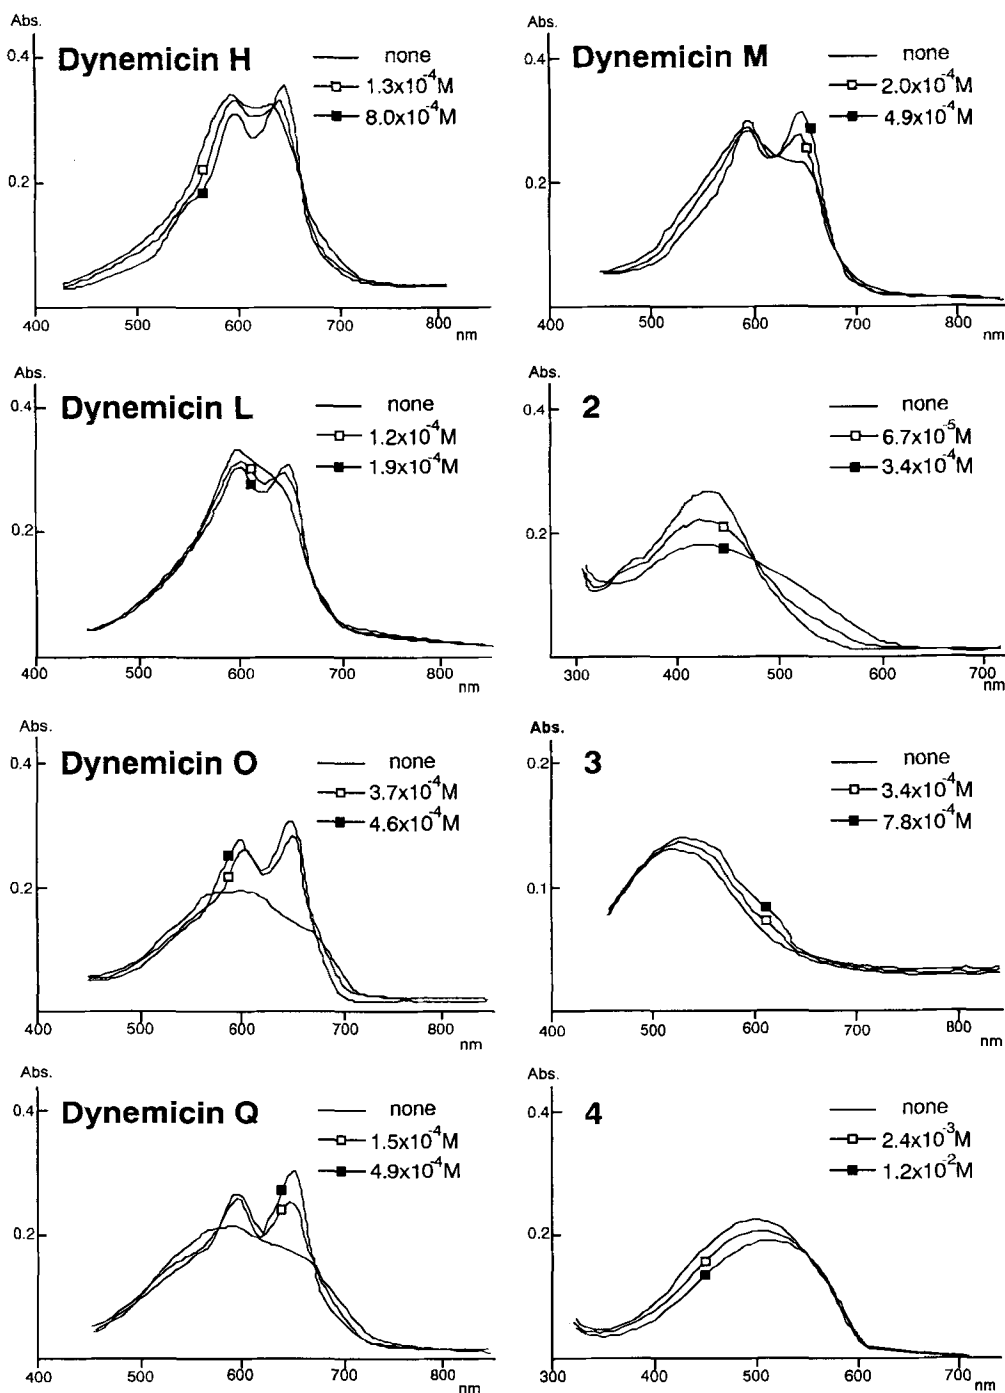 Abs.
0.4
0.2
Dynemicin H
none
1.3x10⁻⁴M
8.0x10⁻⁴M
400 500 600 700 800
nm
Abs.
0.4
0.2
Dynemicin M
none
2.0x10⁻⁴M
4.9x10⁻⁴M
400 500 600 700 800
nm
Abs.
0.4
0.2
Dynemicin L
none
1.2x10⁻⁴M
1.9x10⁻⁴M
400 500 600 700 800
nm
Abs.
0.4
0.2
2
none
6.7x10⁻⁵M
3.4x10⁻⁴M
300 400 500 600 700
nm
Abs.
0.4
0.2
Dynemicin O
none
3.7x10⁻⁴M
4.6x10⁻⁴M
400 500 600 700 800
nm
Abs.
0.2
0.1
3
none
3.4x10⁻⁴M
7.8x10⁻⁴M
400 500 600 700 800
nm
Abs.
0.4
0.2
Dynemicin Q
none
1.5x10⁻⁴M
4.9x10⁻⁴M
400 500 600 700 800
nm
Abs.
0.4
0.2
4
none
2.4x10⁻³M
1.2x10⁻²M
300 400 500 600 700
nm